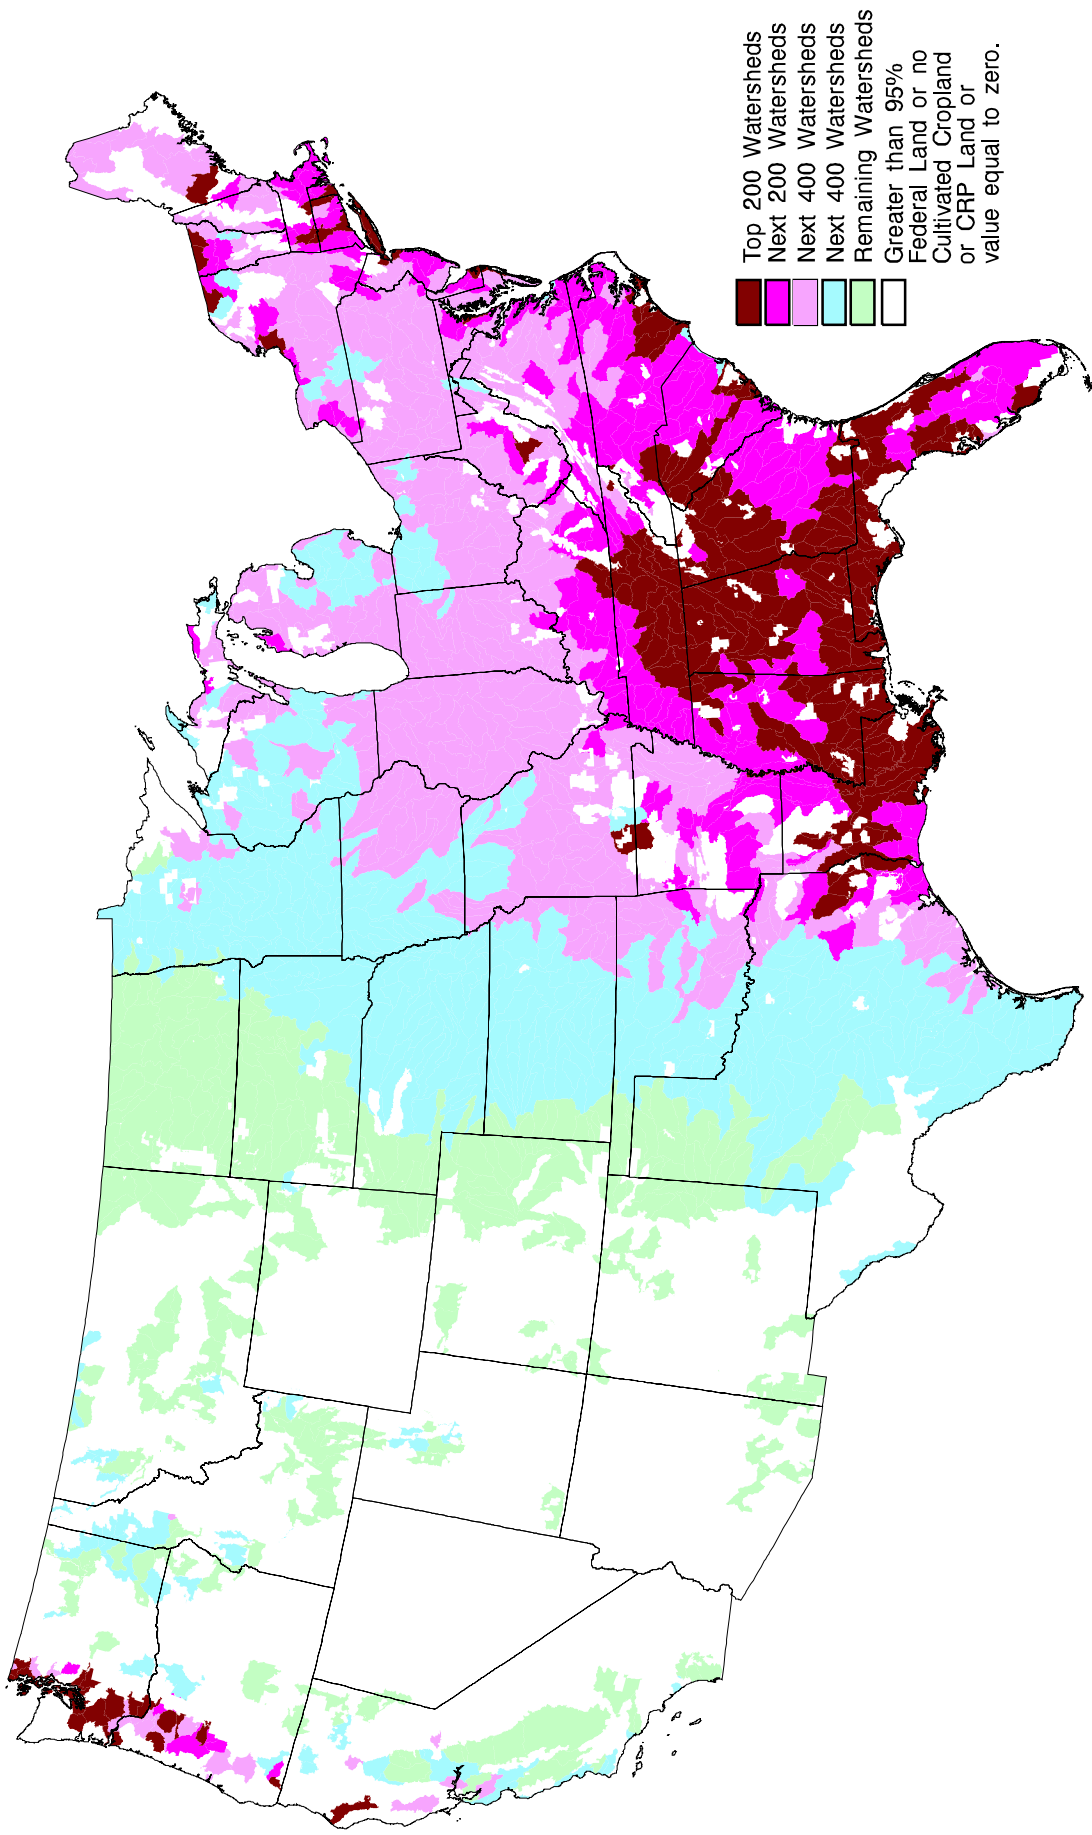 Top 200 Watersheds
Next 200 Watersheds
Next 400 Watersheds
Next 400 Watersheds
Remaining Watersheds
Greater than 95%
Federal Land or no
Cultivated Cropland
or CRP Land or
value equal to zero.